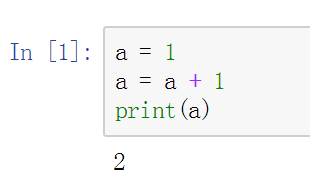 In [1]: a = 1
a = a + 1
print(a)
2